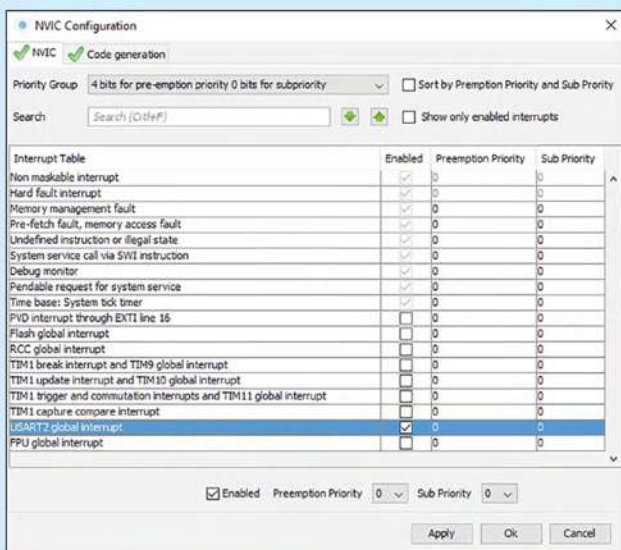 NVIC Configuration
NVIC Code generation
Priority Group 4 bits for pre-emption priority 0 bits for subpriority Sort by Premption Priority and Sub Prority
Search Search (Crtl+F) Show only enabled interrupts
Interrupt Table Enabled Preemption Priority Sub Priority
Non maskable interrupt 0 0
Hard fault interrupt 0 0
Memory management fault 0 0
Pre-fetch fault, memory access fault 0 0
Undefined instruction or illegal state 0 0
System service call via SWI instruction 0 0
Debug monitor 0 0
Pendable request for system service 0 0
Time base: System tick timer 0 0
PVD interrupt through EXTI line 16 0 0
Flash global interrupt 0 0
RCC global interrupt 0 0
TIM1 break interrupt and TIM9 global interrupt 0 0
TIM1 update interrupt and TIM10 global interrupt 0 0
TIM1 trigger and commutation interrupts and TIM11 global interrupt 0 0
TIM1 capture compare interrupt 0 0
USART2 global interrupt 0 0
FPU global interrupt 0 0
Enabled Preemption Priority 0 Sub Priority 0
Apply Ok Cancel